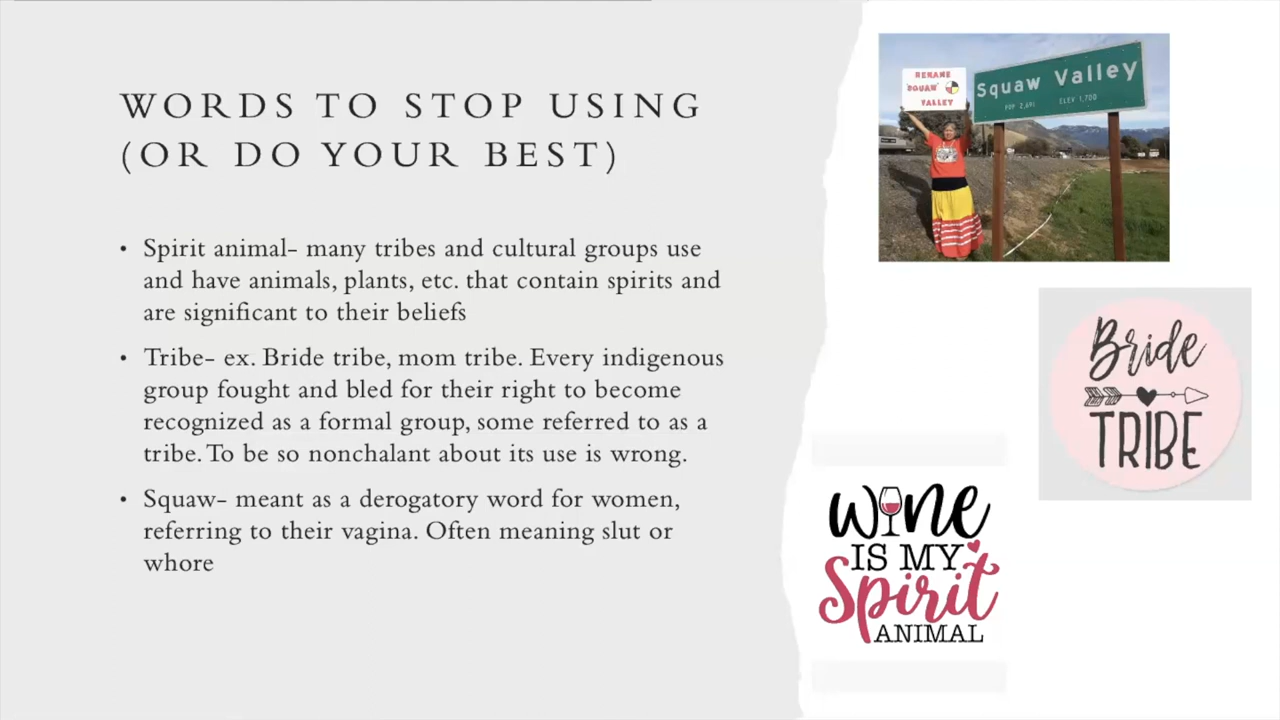 WORDS TO STOP USING
(OR DO YOUR BEST)
• Spirit animal- many tribes and cultural groups use
and have animals, plants, etc. that contain spirits and
are significant to their beliefs
• Tribe- ex. Bride tribe, mom tribe. Every indigenous
group fought and bled for their right to become
recognized as a formal group, some referred to as a
tribe. To be so nonchalant about its use is wrong.
• Squaw- meant as a derogatory word for women,
referring to their vagina. Often meaning slut or
whore
RENAME
"SQUAW"
VALLEY
Squaw Valley
POP 2,691 ELEV 1,700
Bride
TRIBE
wine
IS MY
Spirit
ANIMAL